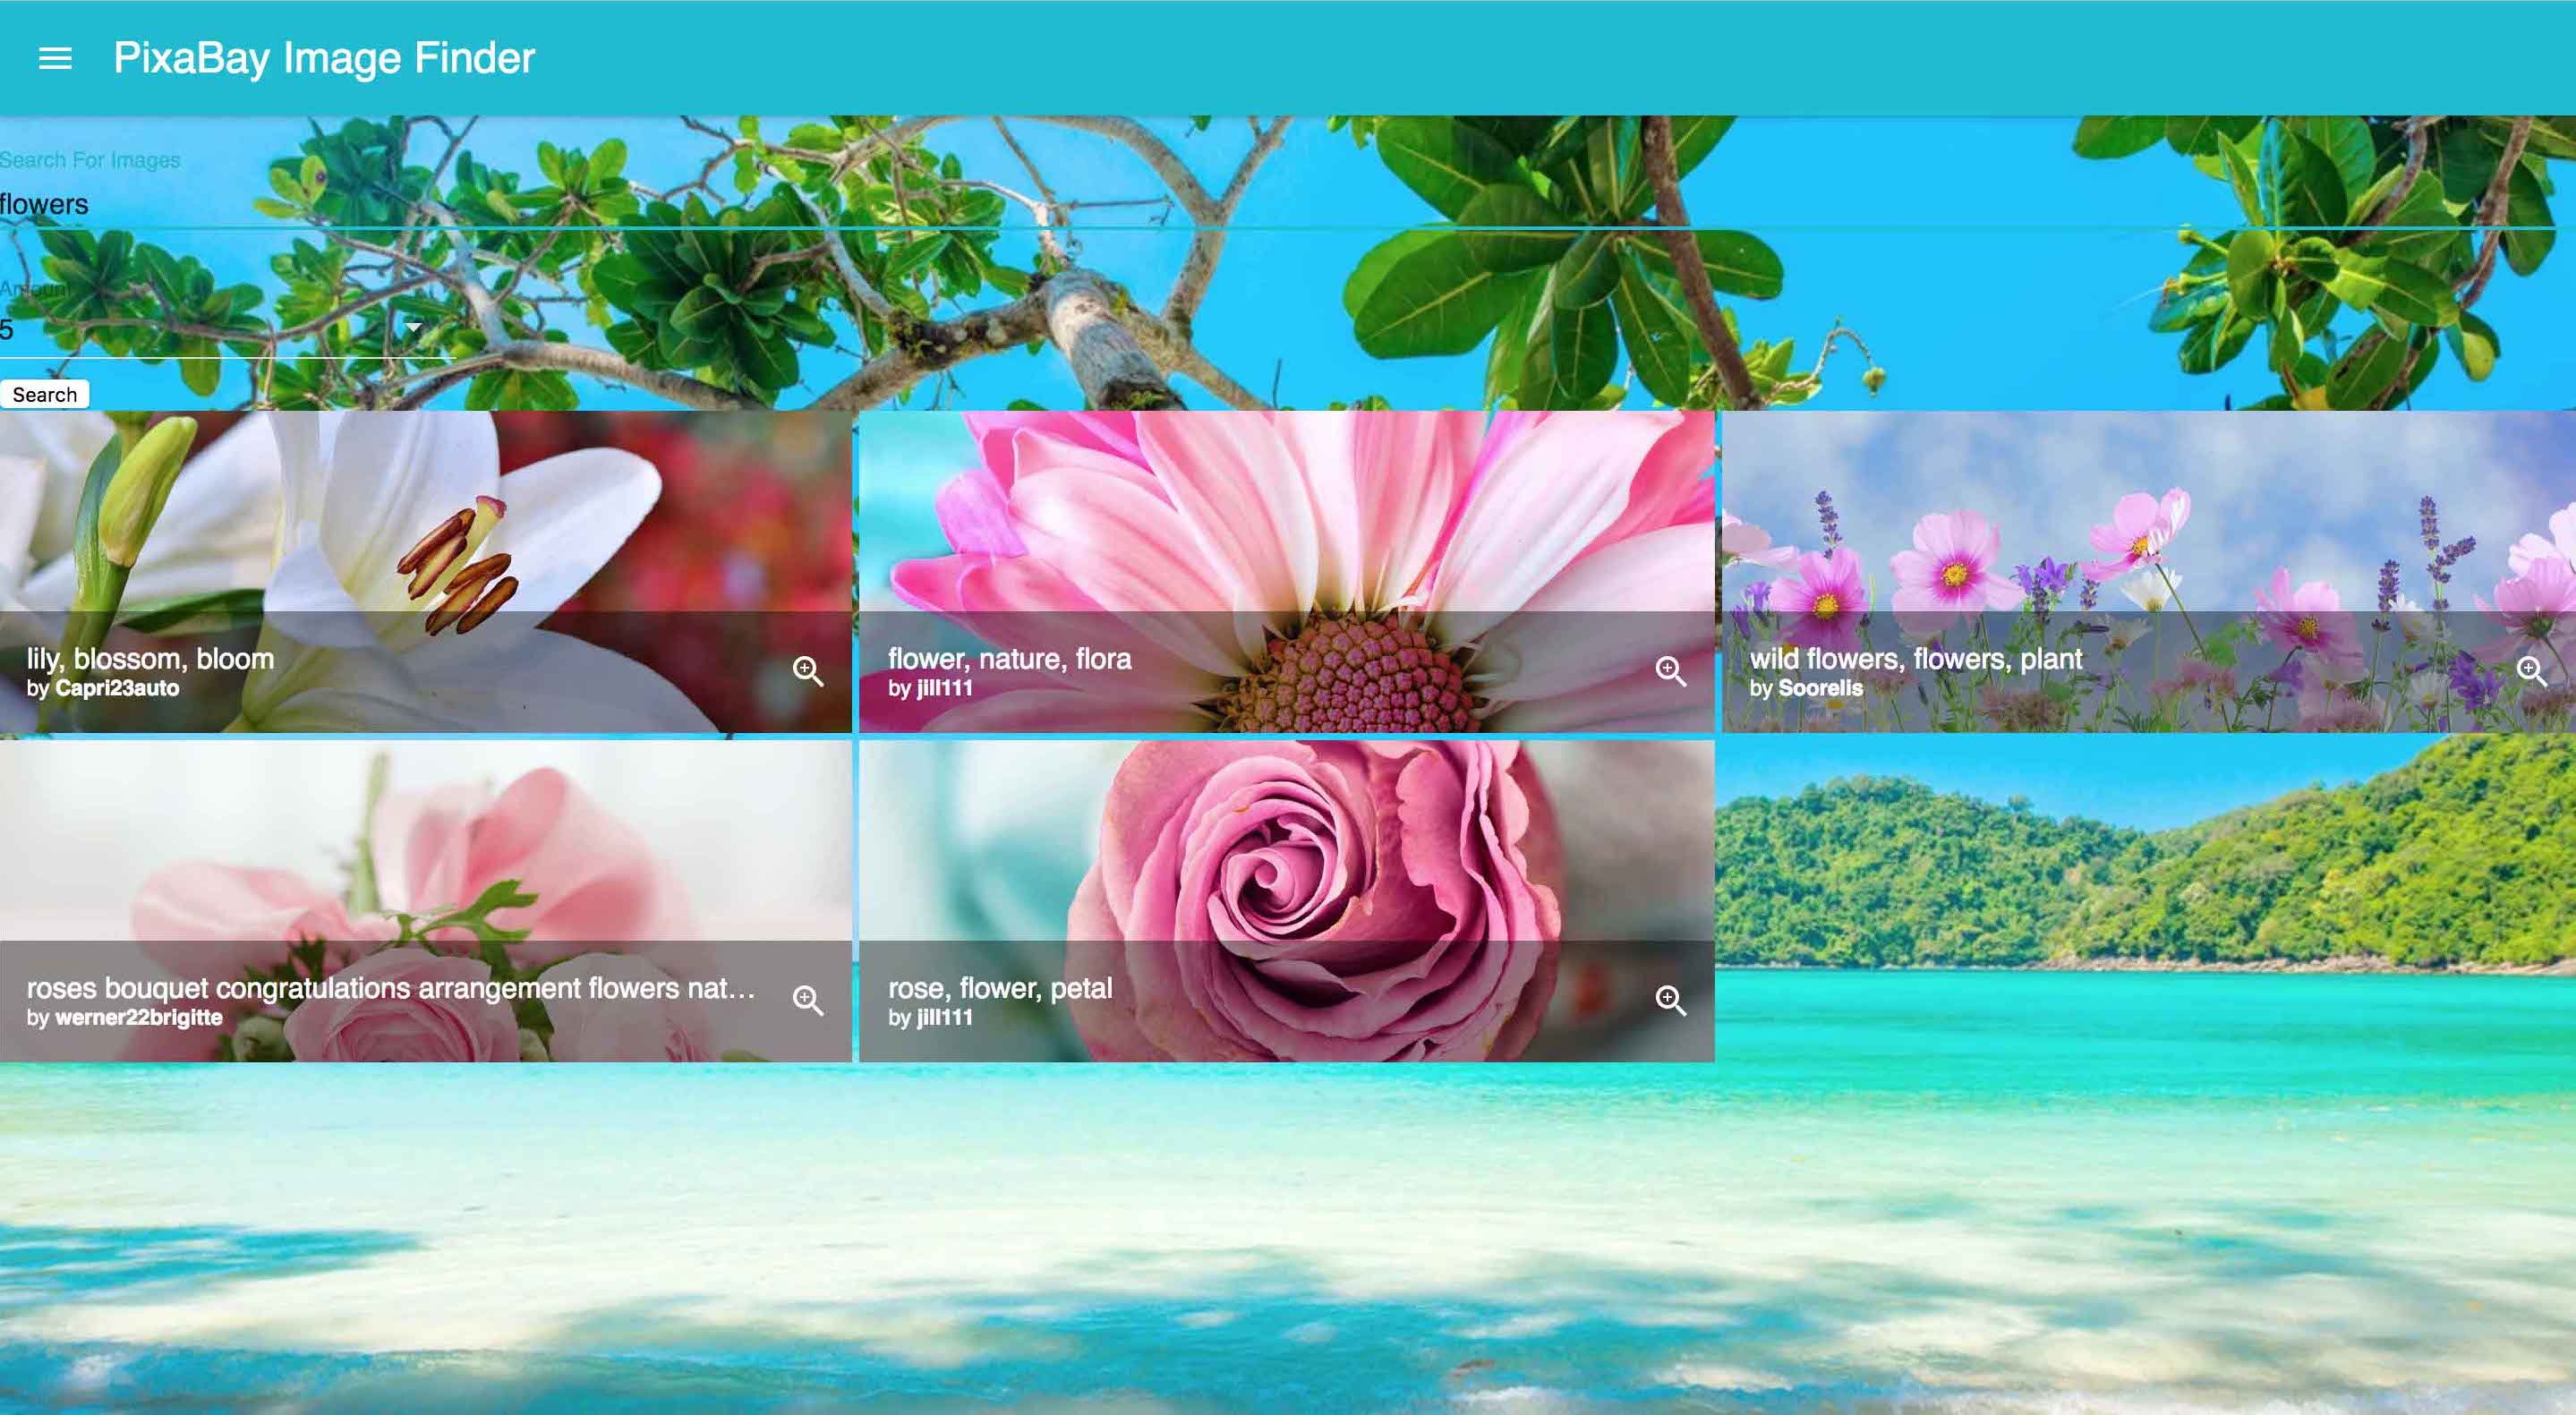 PixaBay Image Finder
Search For Images
flowers
Amount
5
Search
lily, blossom, bloom
by Capri23auto
flower, nature, flora
by jill111
wild flowers, flowers, plant
by Soorelis
roses bouquet congratulations arrangement flowers nat...
by werner22brigitte
rose, flower, petal
by jill111